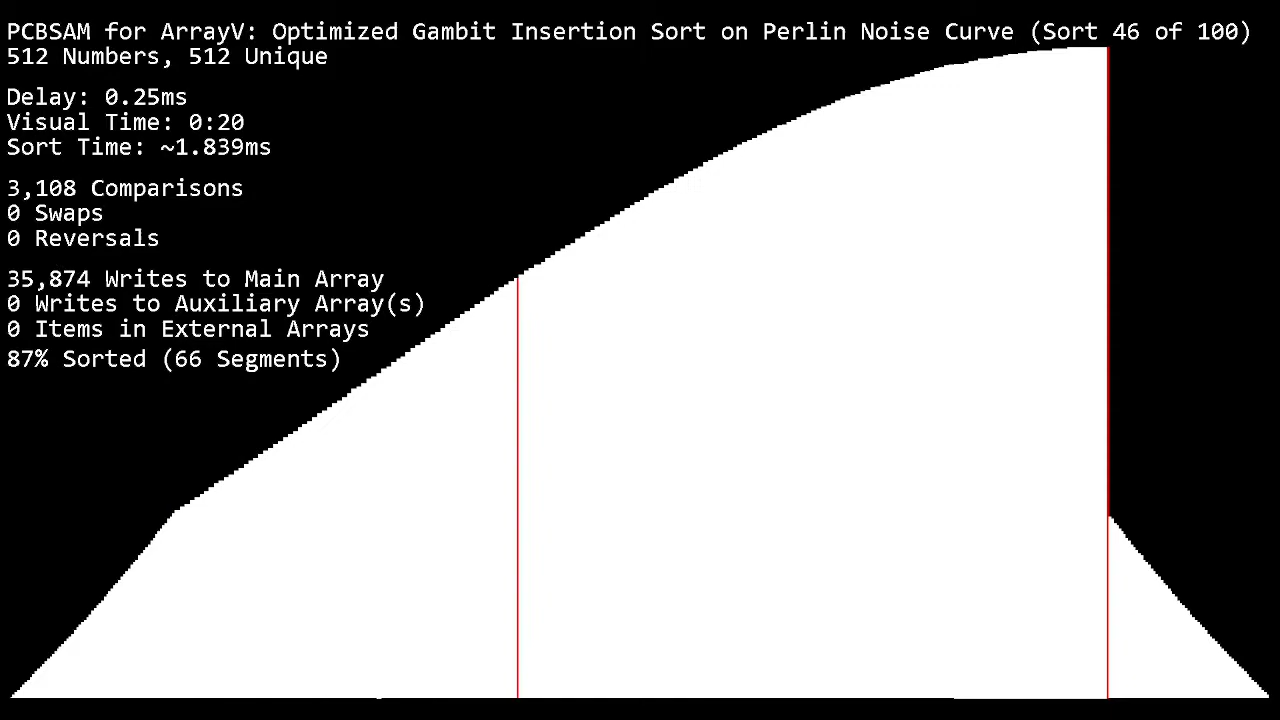 PCBSAM for ArrayV: Optimized Gambit Insertion Sort on Perlin Noise Curve (Sort 46 of 100)
512 Numbers, 512 Unique
Delay: 0.25ms
Visual Time: 0:20
Sort Time: ~1.839ms
3,108 Comparisons
0 Swaps
0 Reversals
35,874 Writes to Main Array
0 Writes to Auxiliary Array(s)
0 Items in External Arrays
87% Sorted (66 Segments)